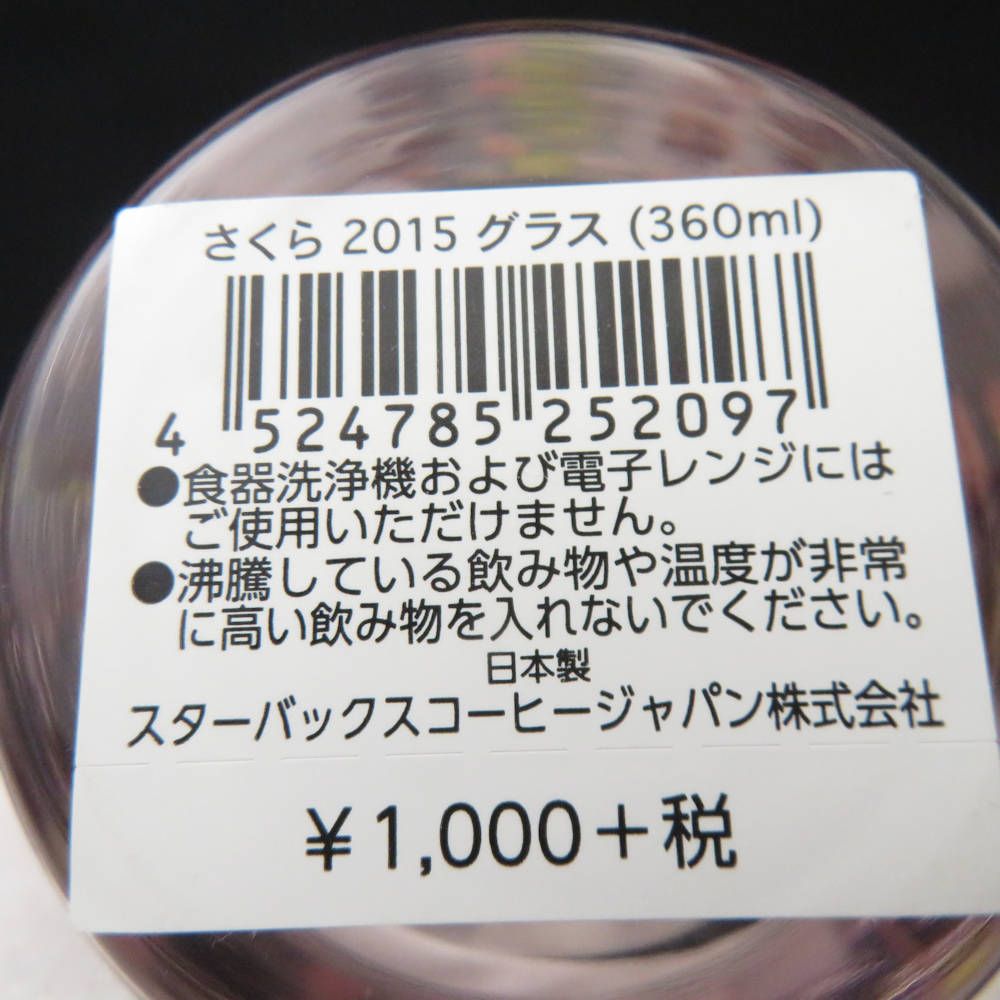 さくら 2015 グラス (360ml)
4 524785 252097
●食器洗浄機および電子レンジには
ご使用いただけません。
●沸騰している飲み物や温度が非常
に高い飲み物を入れないでください。
日本製
スターバックスコーヒージャパン株式会社
¥1,000+税